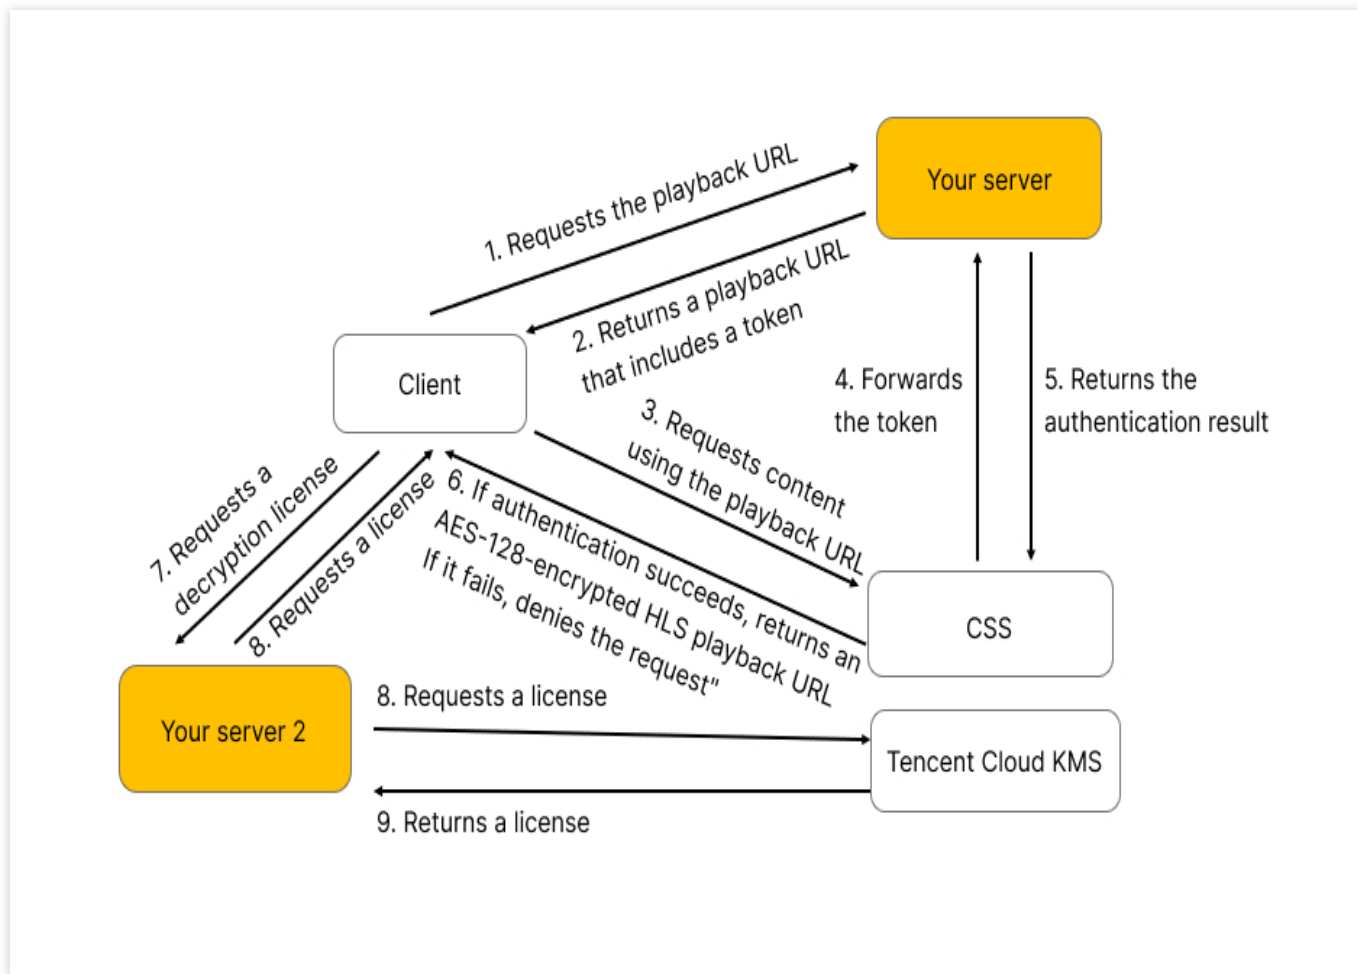 Your server
1. Requests the playback URL
2. Returns a playback URL
that includes a token
Client
4. Forwards
the token
5. Returns the
authentication result
3. Requests content
using the playback URL
6. If authentication succeeds, returns an
AES-128-encrypted HLS playback URL
If it fails, denies the request"
7. Requests a
decryption license
8. Requests a license
CSS
Your server 2
8. Requests a license
Tencent Cloud KMS
9. Returns a license